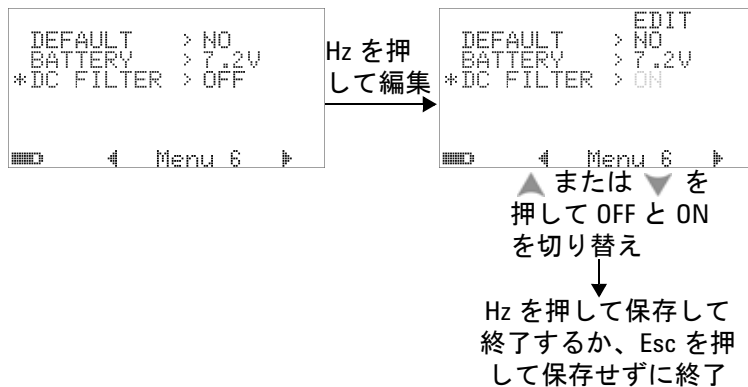 DEFAULT > NO
BATTERY > 7.2V
*DC FILTER > OFF
Menu 6
Hz を押
して編集
EDIT
DEFAULT > NO
BATTERY > 7.2V
*DC FILTER > ON
Menu 6
または を
押して OFF と ON
を切り替え
Hz を押して保存して
終了するか、Esc を押
して保存せずに終了